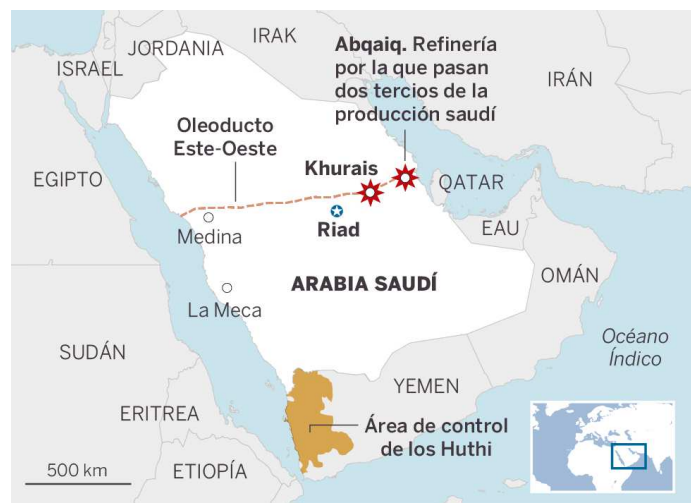 IRAK
JORDANIA
ISRAEL
Abqaiq. Refinería
por la que pasan
dos tercios de la
producción saudí
IRÁN
Oleoducto
Este-Oeste
Khurais
EGIPTO
QATAR
Medina
Riad
EAU
La Meca
ARABIA SAUDÍ
OMÁN
SUDÁN
Océano
Índico
YEMEN
ERITREA
Área de control
de los Huthi
500 km
ETIOPÍA